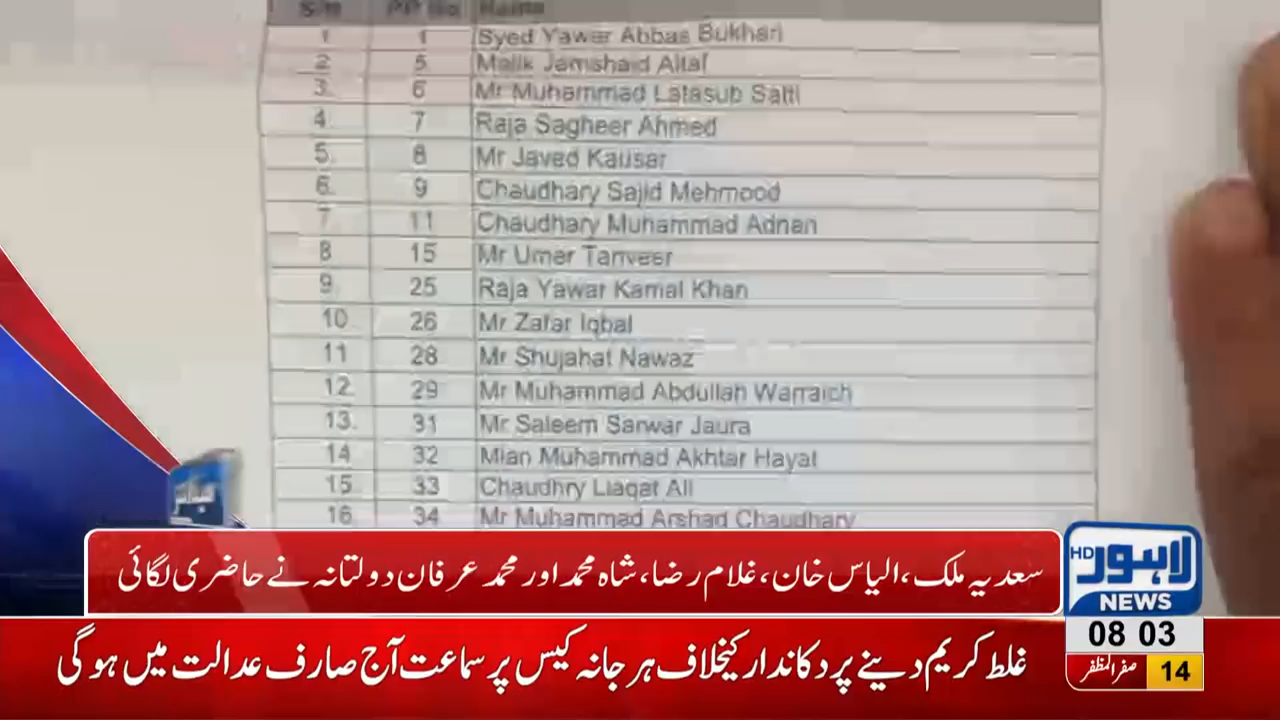 S/n PP No Name
1 1 Syed Yawer Abbas Bukhari
2 5 Malik Jamshaid Altaf
3. 6 Mr Muhammad Latasub Satti
4. 7 Raja Sagheer Ahmed
5. 8 Mr Javed Kausar
6. 9 Chaudhary Sajid Mehmood
7. 11 Chaudhary Muhammad Adnan
8 15 Mr Umer Tanveer
9. 25 Raja Yawar Kamal Khan
10 26 Mr Zafar Iqbal
11 28 Mr Shujahat Nawaz
12. 29 Mr Muhammad Abdullah Warraich
13. 31 Mr Saleem Sarwar Jaura
14 32 Mian Muhammad Akhtar Hayat
15. 33 Chaudhry Liaqat Ali
16 34 Mr Muhammad Arshad Chaudhary
سعدیہ ملک، الیاس خان، غلام رضا، شاہ محمد اور محمد عرفان دولتانہ نے حاضری لگائی
لاہور HD
NEWS
08 03
غلط کریم دینے پر دکاندار کیخلاف ہرجانہ کیس پر سماعت آج صارف عدالت میں ہوگی
14 صفر المظفر